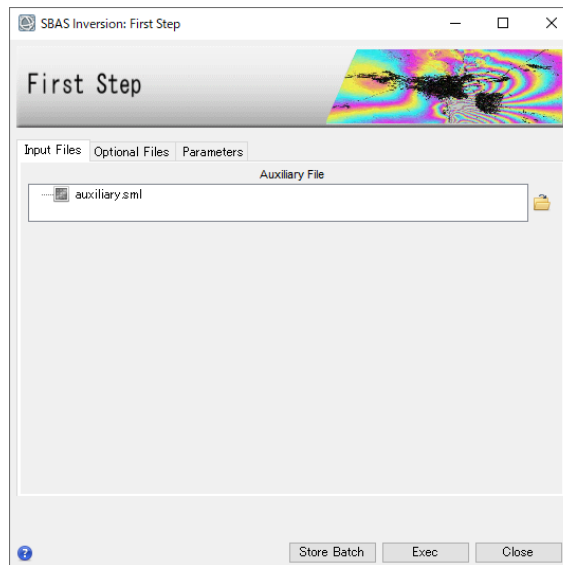 SBAS Inversion: First Step
First Step
Input Files Optional Files Parameters
Auxiliary File
auxiliary.sml
Store Batch Exec Close